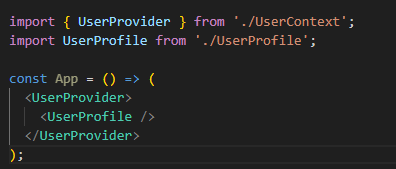 import { UserProvider } from './UserContext';
import UserProfile from './UserProfile';

const App = () => (
  <UserProvider>
    <UserProfile />
  </UserProvider>
);